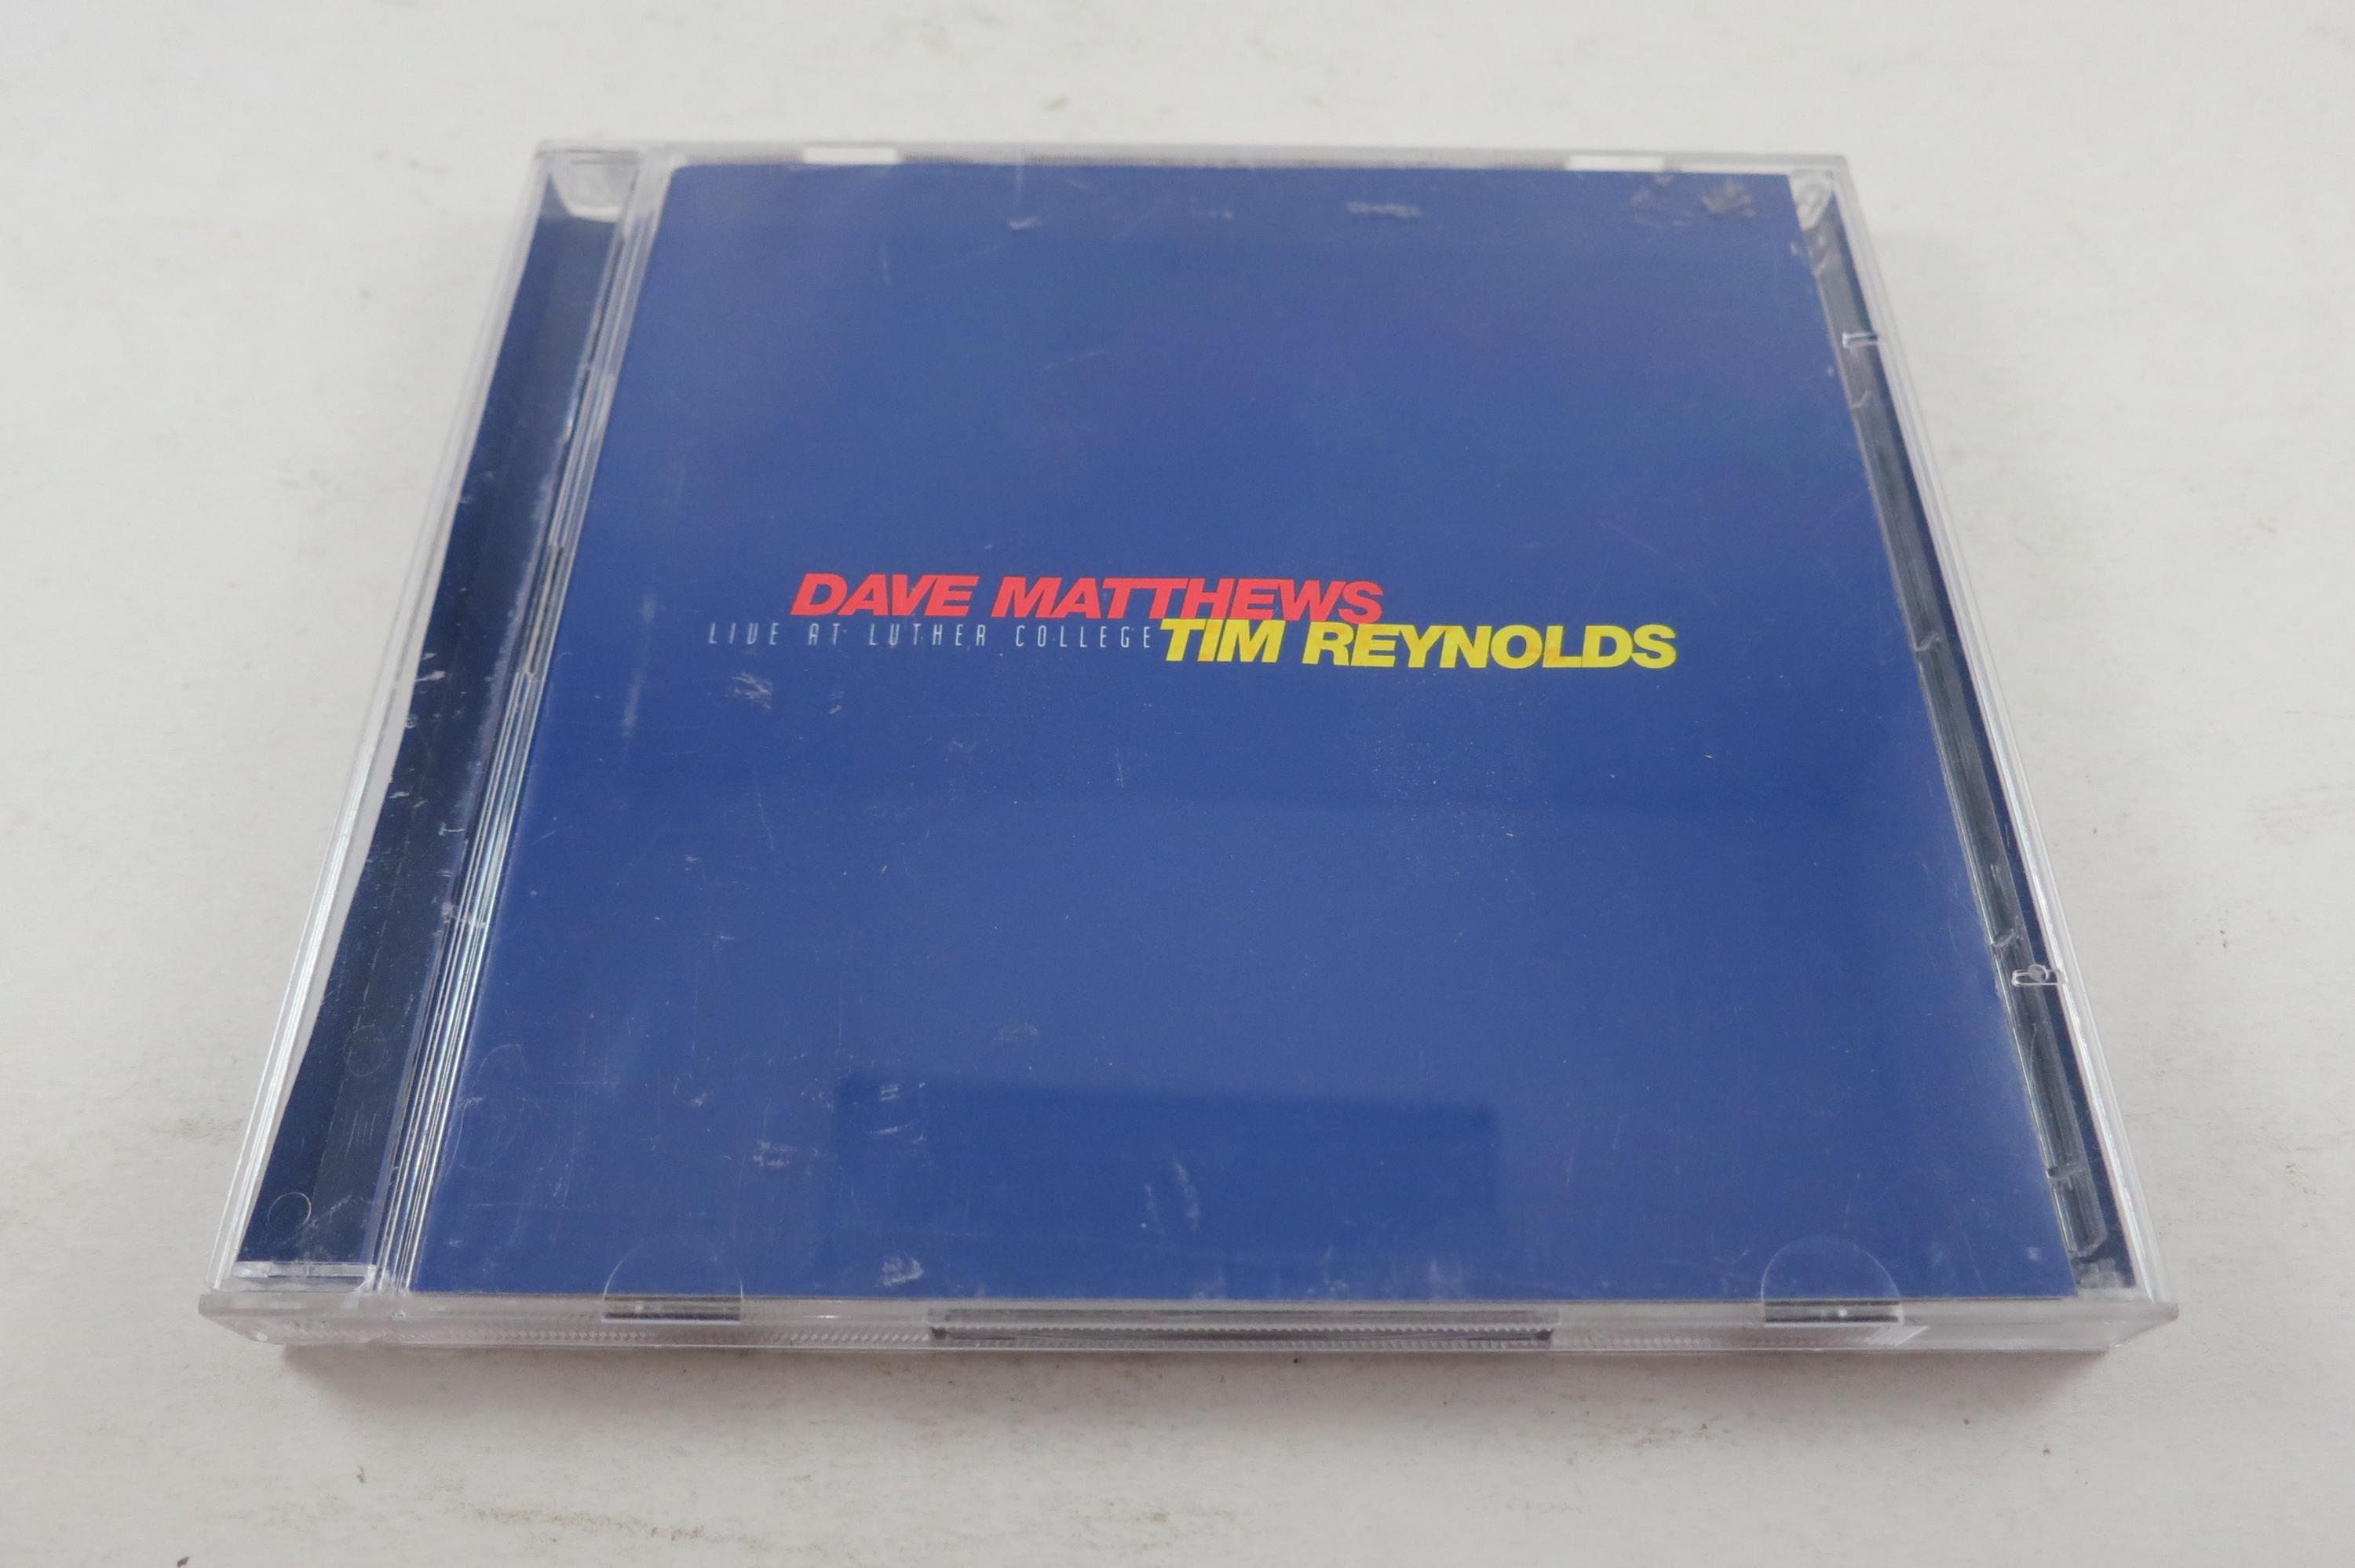 DAVE MATTHEWS
LIVE AT LUTHER COLLEGE TIM REYNOLDS